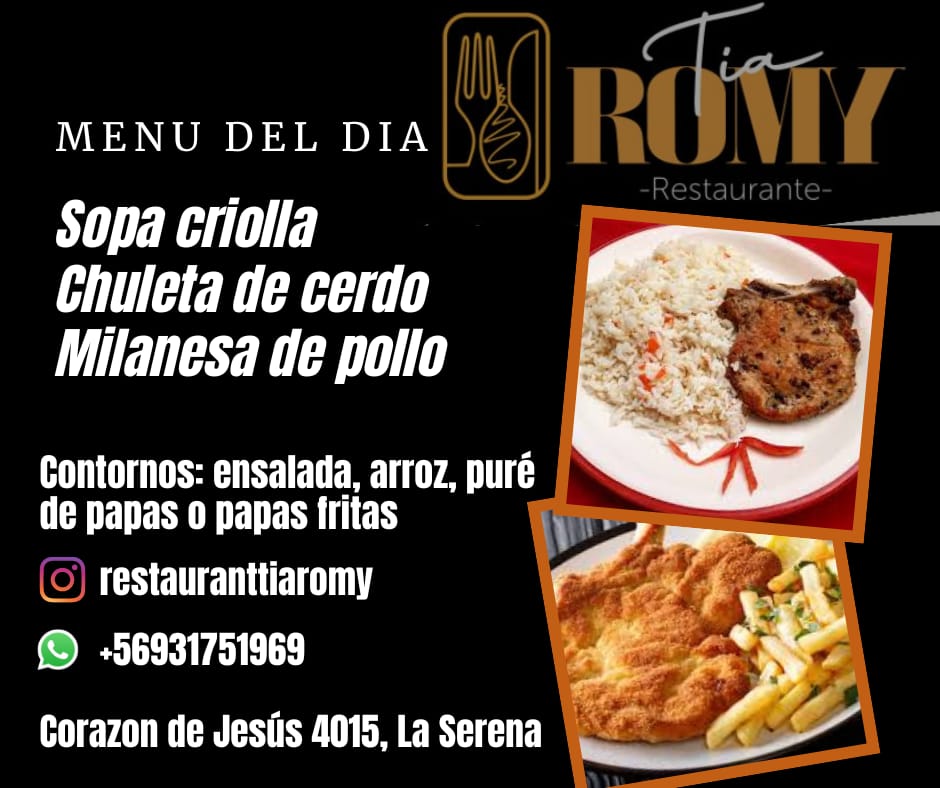 Tia
ROMY
-Restaurante-
MENU DEL DIA
Sopa criolla
Chuleta de cerdo
Milanesa de pollo
Contornos: ensalada, arroz, puré
de papas o papas fritas
restauranttiaromy
+56931751969
Corazon de Jesús 4015, La Serena